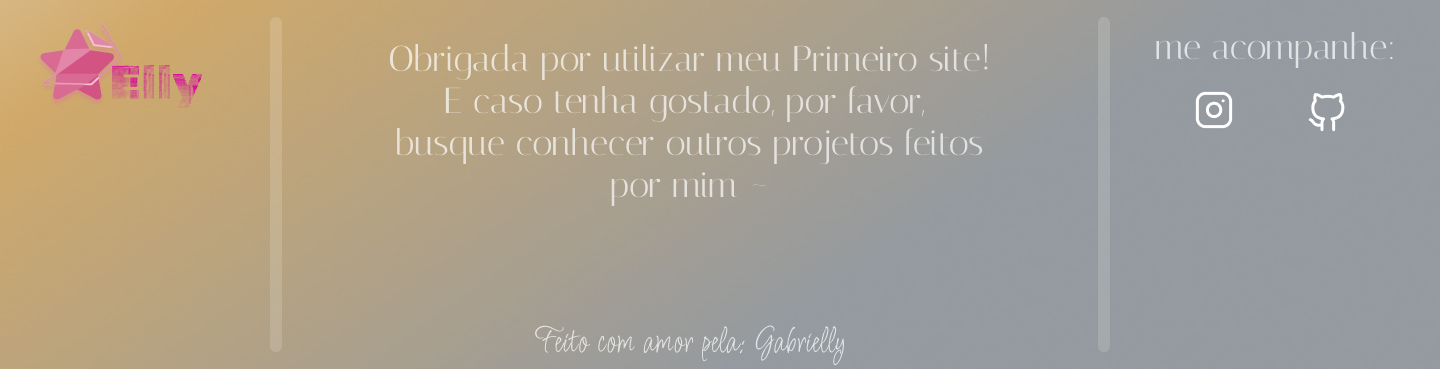 Elly
Obrigada por utilizar meu Primeiro site!
E caso tenha gostado, por favor,
busque conhecer outros projetos feitos
por mim ~
Feito com amor pela: Gabrielly
me acompanhe: